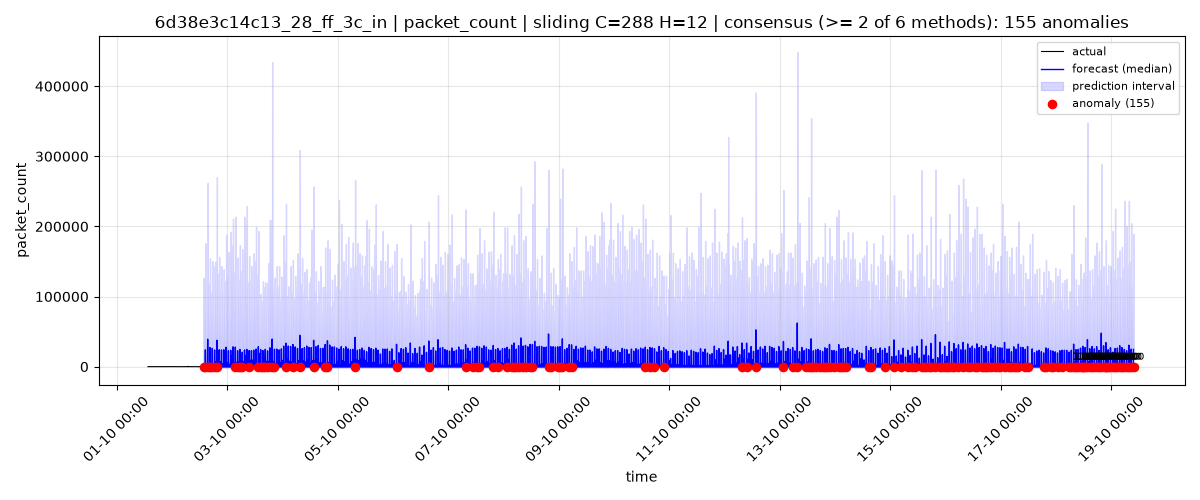 6d38e3c14c13_28_ff_3c_in | packet_count | sliding C=288 H=12 | consensus (>= 2 of 6 methods): 155 anomalies
actual
forecast (median)
prediction interval
anomaly (155)
packet_count
400000
300000
200000
100000
0
01-10 00:00
03-10 00:00
05-10 00:00
07-10 00:00
09-10 00:00
11-10 00:00
13-10 00:00
15-10 00:00
17-10 00:00
19-10 00:00
time